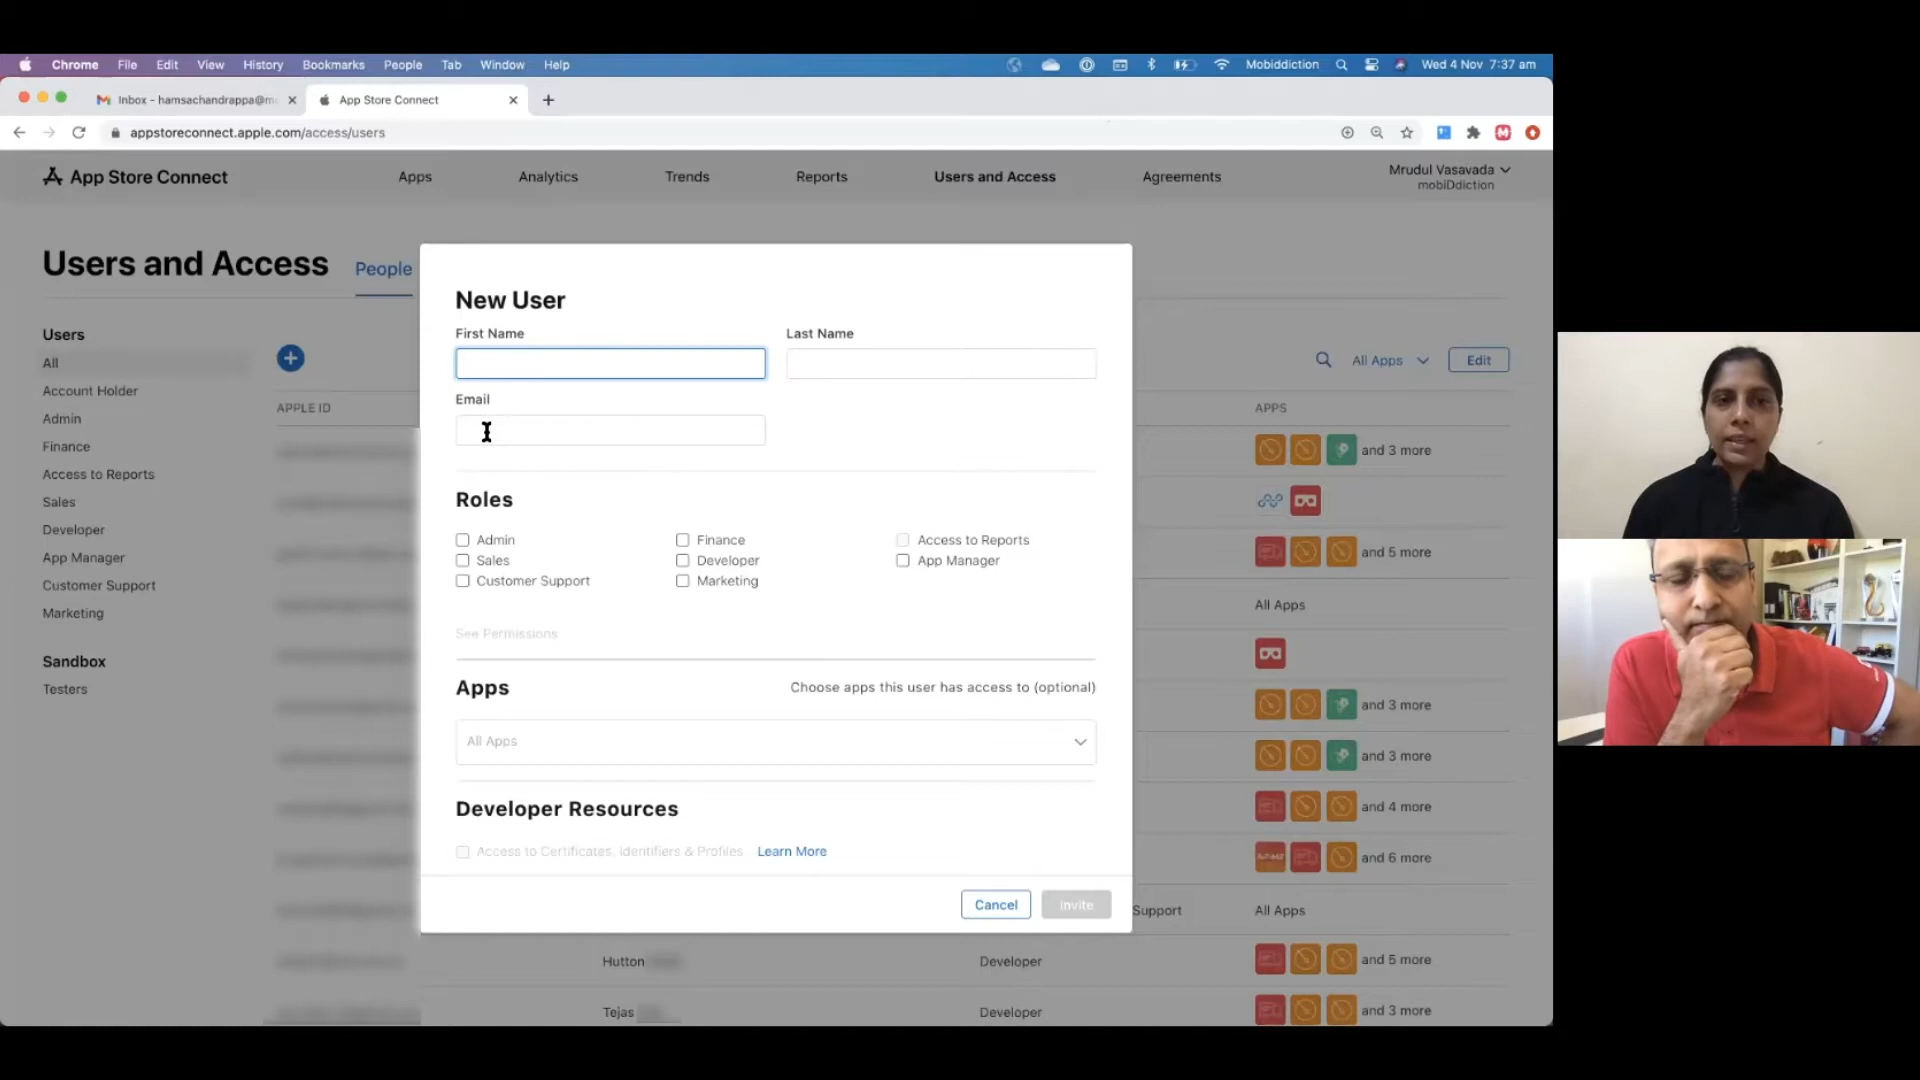 Chrome File Edit View History Bookmarks People Tab Window Help Mobiddiction Wed 4 Nov 7:37 am
Inbox - hamsachandrappa@m
App Store Connect
appstoreconnect.apple.com/access/users
App Store Connect Apps Analytics Trends Reports Users and Access Agreements Mrudul Vasavada
mobiDdiction
Users and Access People
Users
All
Account Holder
Admin
Finance
Access to Reports
Sales
Developer
App Manager
Customer Support
Marketing
Sandbox
Testers
APPLE ID
New User
First Name Last Name
Email
Roles
Admin Finance Access to Reports
Sales Developer App Manager
Customer Support Marketing
See Permissions
Apps Choose apps this user has access to (optional)
All Apps
Developer Resources
Access to Certificates, Identifiers & Profiles Learn More
Cancel Invite
All Apps Edit
APPS
and 3 more
and 5 more
All Apps
and 3 more
and 3 more
and 4 more
and 6 more
Support All Apps
Hutton Developer and 5 more
Tejas Developer and 3 more